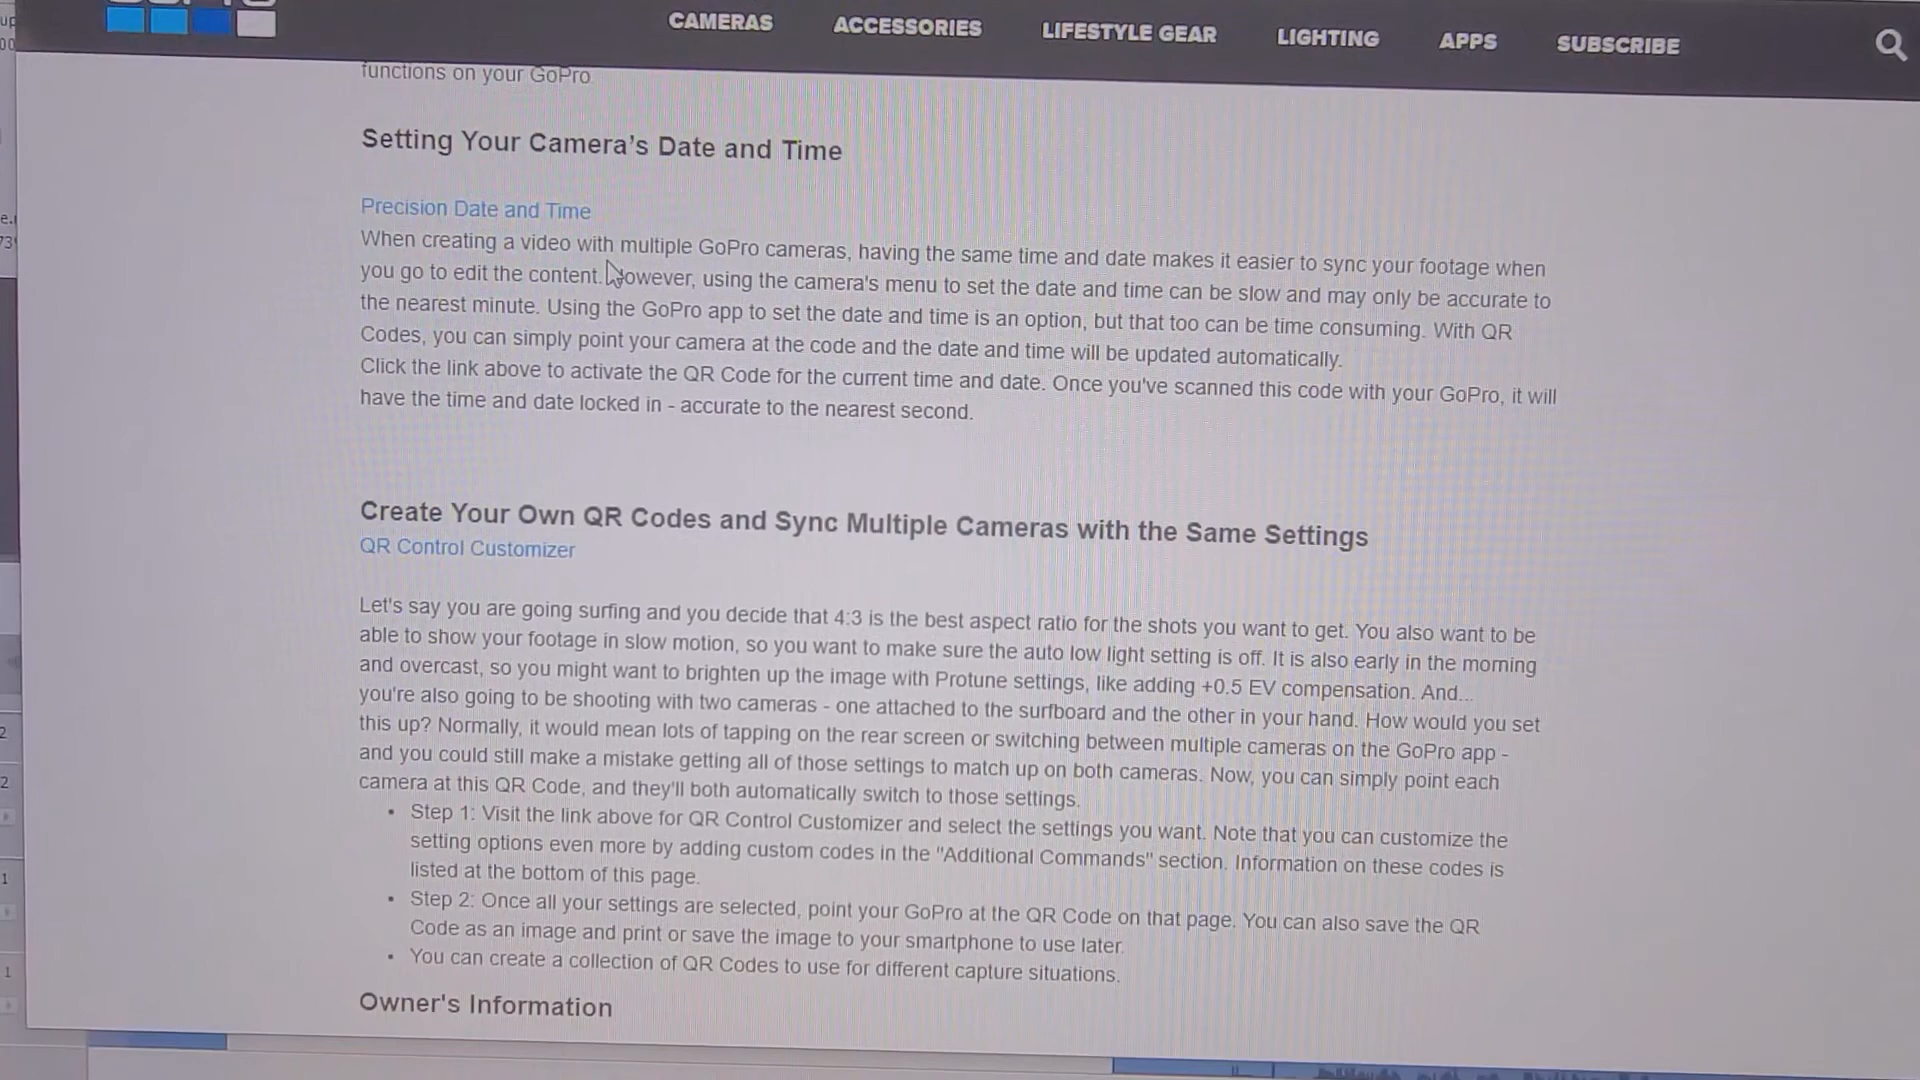 CAMERAS ACCESSORIES LIFESTYLE GEAR LIGHTING APPS SUBSCRIBE
functions on your GoPro
Setting Your Camera's Date and Time
Precision Date and Time
When creating a video with multiple GoPro cameras, having the same time and date makes it easier to sync your footage when
you go to edit the content. However, using the camera's menu to set the date and time can be slow and may only be accurate to
the nearest minute. Using the GoPro app to set the date and time is an option, but that too can be time consuming. With QR
Codes, you can simply point your camera at the code and the date and time will be updated automatically.
Click the link above to activate the QR Code for the current time and date. Once you've scanned this code with your GoPro, it will
have the time and date locked in - accurate to the nearest second.
Create Your Own QR Codes and Sync Multiple Cameras with the Same Settings
QR Control Customizer
Let's say you are going surfing and you decide that 4:3 is the best aspect ratio for the shots you want to get. You also want to be
able to show your footage in slow motion, so you want to make sure the auto low light setting is off. It is also early in the morning
and overcast, so you might want to brighten up the image with Protune settings, like adding +0.5 EV compensation. And...
you're also going to be shooting with two cameras - one attached to the surfboard and the other in your hand. How would you set
this up? Normally, it would mean lots of tapping on the rear screen or switching between multiple cameras on the GoPro app -
and you could still make a mistake getting all of those settings to match up on both cameras. Now, you can simply point each
camera at this QR Code, and they'll both automatically switch to those settings.
• Step 1: Visit the link above for QR Control Customizer and select the settings you want. Note that you can customize the
setting options even more by adding custom codes in the "Additional Commands" section. Information on these codes is
listed at the bottom of this page.
• Step 2: Once all your settings are selected, point your GoPro at the QR Code on that page. You can also save the QR
Code as an image and print or save the image to your smartphone to use later.
• You can create a collection of QR Codes to use for different capture situations.
Owner's Information